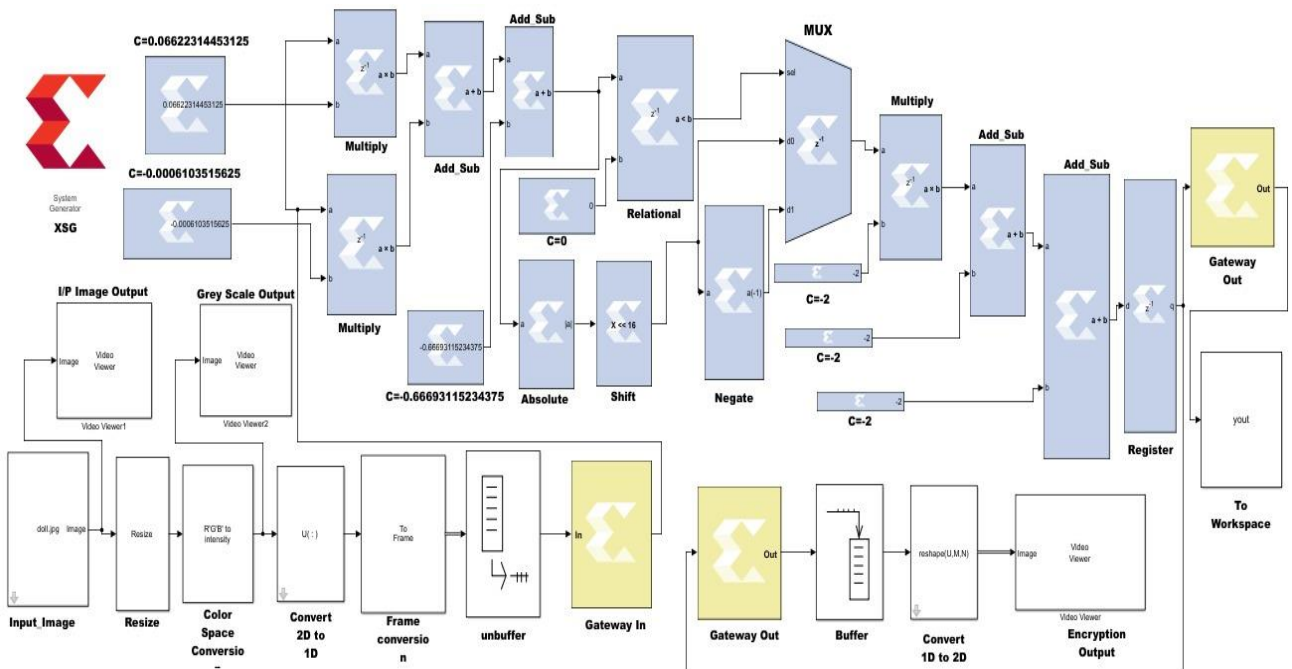 System
Generator
XSG
C=0.06622314453125
0.06622314453125
C=-0.0006103515625
-0.0006103515625
a
b
z⁻¹
a × b
Multiply
a
b
z⁻¹
a × b
Multiply
a
b
a + b
Add_Sub
Add_Sub
a
b
a + b
C=-0.66693115234375
-0.66693115234375
a
b
z⁻¹
a < b
Relational
0
C=0
a
|a|
Absolute
X << 16
Shift
a
a(-1)
Negate
MUX
sel
d0
d1
z⁻¹
Multiply
a
b
z⁻¹
a × b
-2
C=-2
-2
C=-2
-2
C=-2
Add_Sub
a
b
a + b
Add_Sub
a
b
a + b
d
z⁻¹
q
Register
Out
Gateway
Out
yout
To
Workspace
I/P Image Output
Image
Video
Viewer
Video Viewer1
Grey Scale Output
Image
Video
Viewer
Video Viewer2
doll.jpg
Image
Input_Image
Resize
Resize
R'G'B' to
intensity
Color
Space
Conversio
U( : )
Convert
2D to
1D
To
Frame
Frame
conversio
n
unbuffer
In
Gateway In
Out
Gateway Out
Buffer
reshape(U,M,N)
Convert
1D to 2D
Image
Video
Viewer
Video Viewer
Encryption
Output